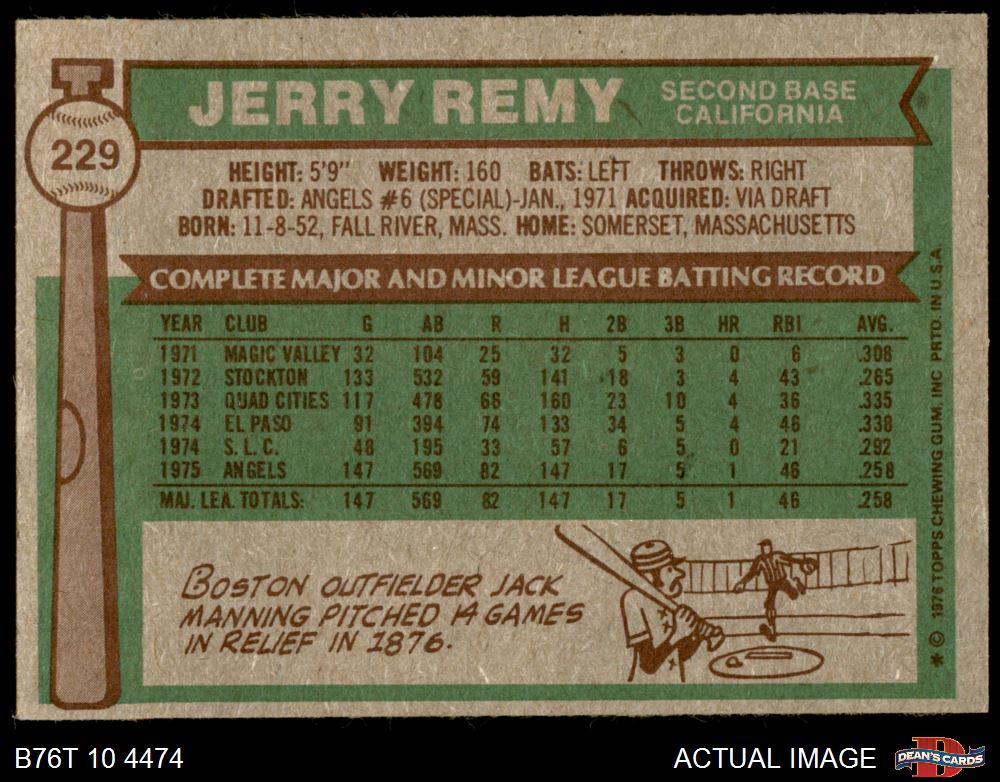 229
JERRY REMY
SECOND BASE
CALIFORNIA
HEIGHT: 5'9" WEIGHT: 160 BATS: LEFT THROWS: RIGHT
DRAFTED: ANGELS #6 (SPECIAL)-JAN., 1971 ACQUIRED: VIA DRAFT
BORN: 11-8-52, FALL RIVER, MASS. HOME: SOMERSET, MASSACHUSETTS
COMPLETE MAJOR AND MINOR LEAGUE BATTING RECORD
YEAR CLUB G AB R H 2B 3B HR RBI AVG.
1971 MAGIC VALLEY 32 104 25 32 5 3 0 6 .308
1972 STOCKTON 133 532 59 141 18 3 4 43 .265
1973 QUAD CITIES 117 478 66 160 23 10 4 36 .335
1974 EL PASO 91 394 74 133 34 5 4 46 .338
1974 S. L. C. 48 195 33 57 6 5 0 21 .292
1975 ANGELS 147 569 82 147 17 5 1 46 .258
MAJ. LEA. TOTALS: 147 569 82 147 17 5 1 46 .258
BOSTON OUTFIELDER JACK
MANNING PITCHED 14 GAMES
IN RELIEF IN 1876.
* © 1976 TOPPS CHEWING GUM, INC. PRTD. IN U.S.A.
B76T 10 4474
ACTUAL IMAGE
DEAN'S CARDS